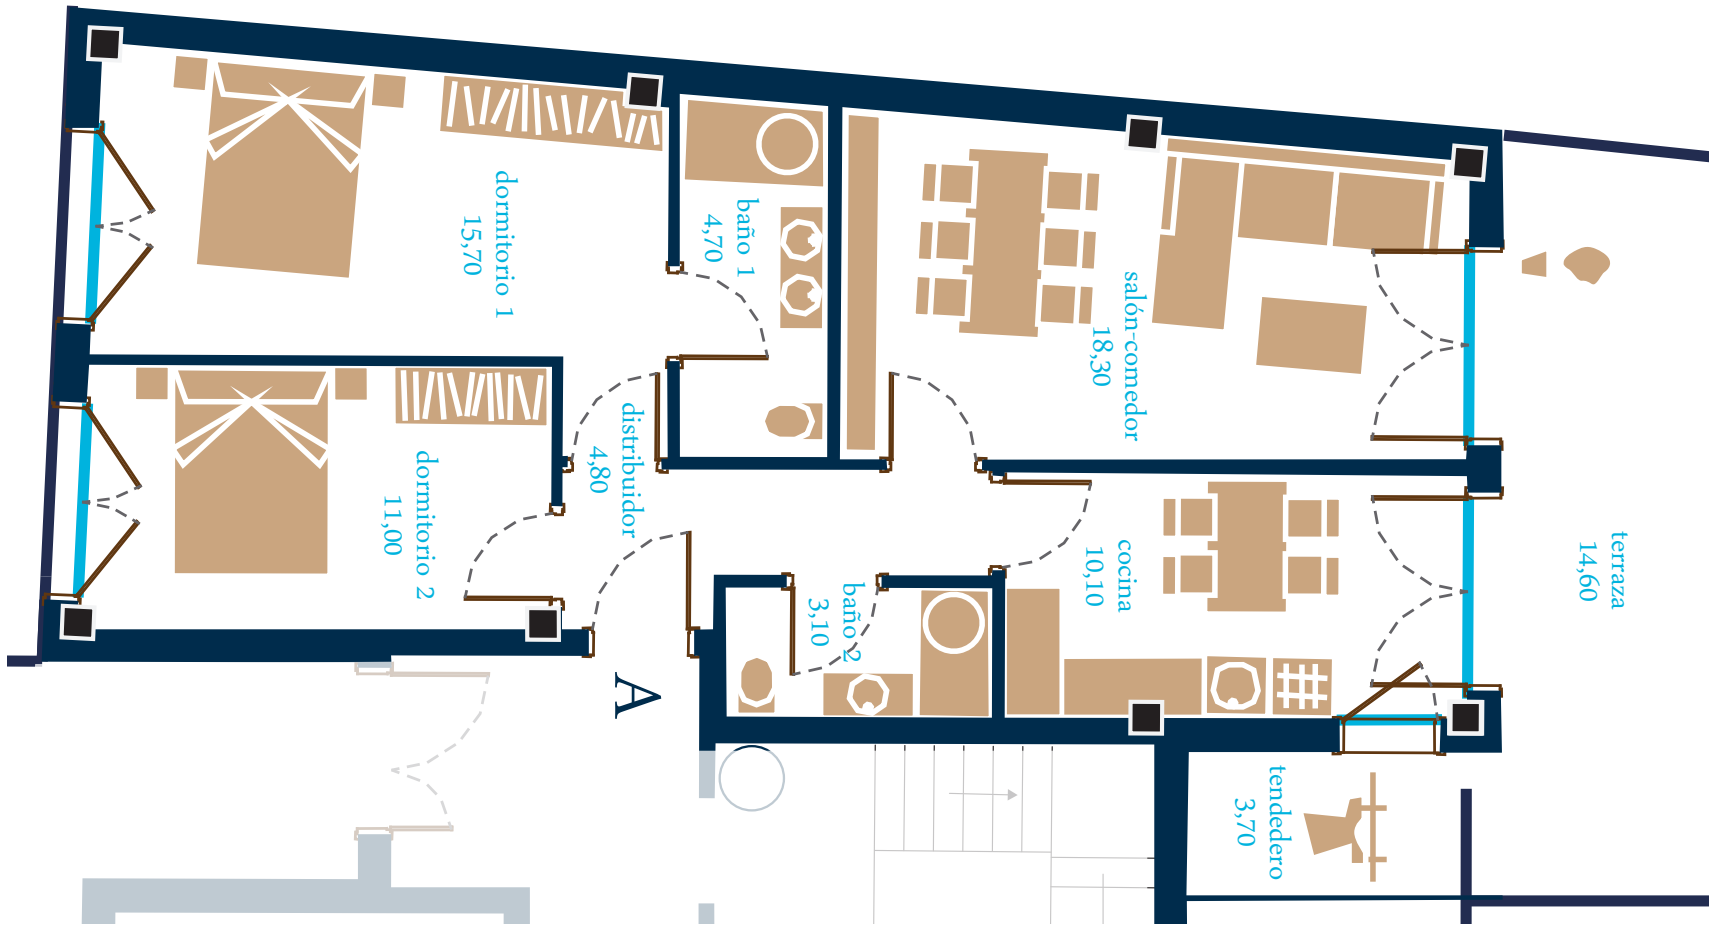 dormitorio 1
15,70
baño 1
4,70
salón-comedor
18,30
distribuidor
4,80
dormitorio 2
11,00
baño 2
3,10
cocina
10,10
terraza
14,60
A
tendedero
3,70